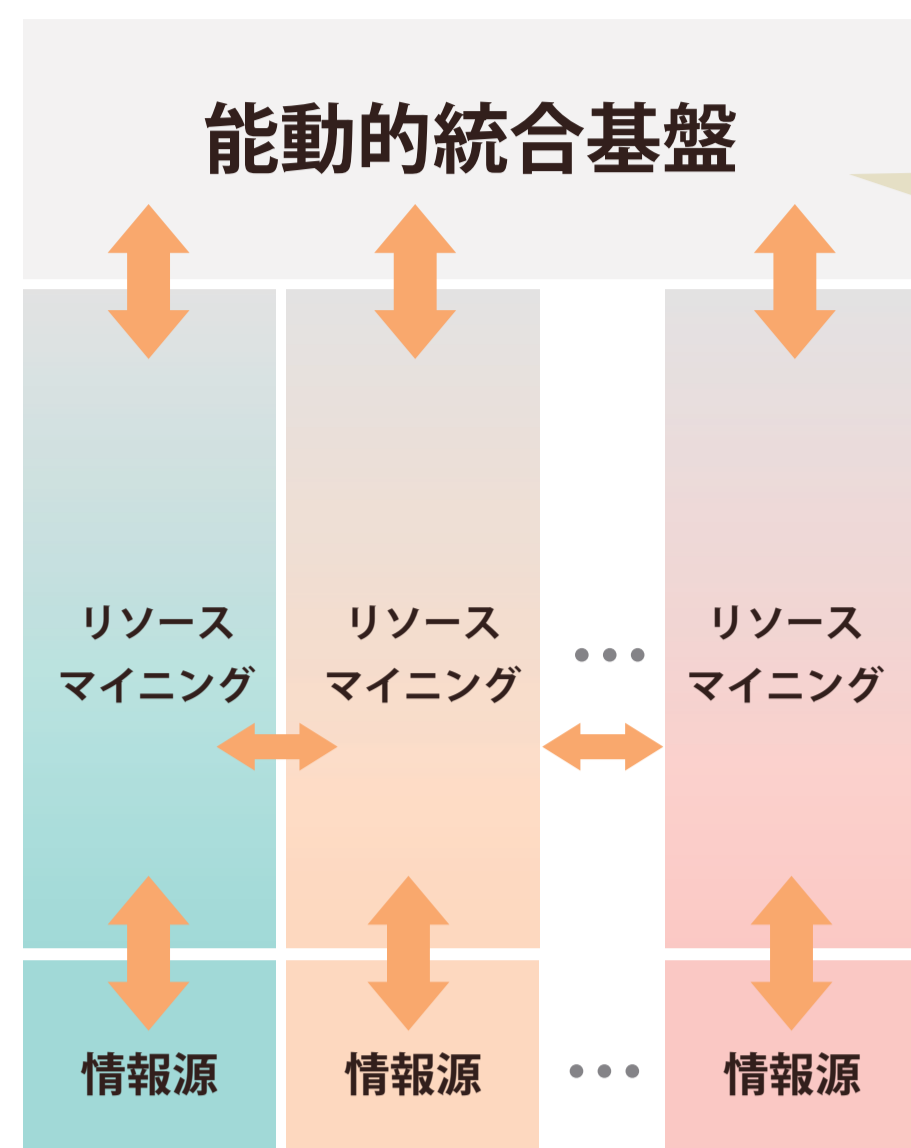 能動的統合基盤
リソース
マイニング
リソース
マイニング
リソース
マイニング
情報源
情報源
情報源